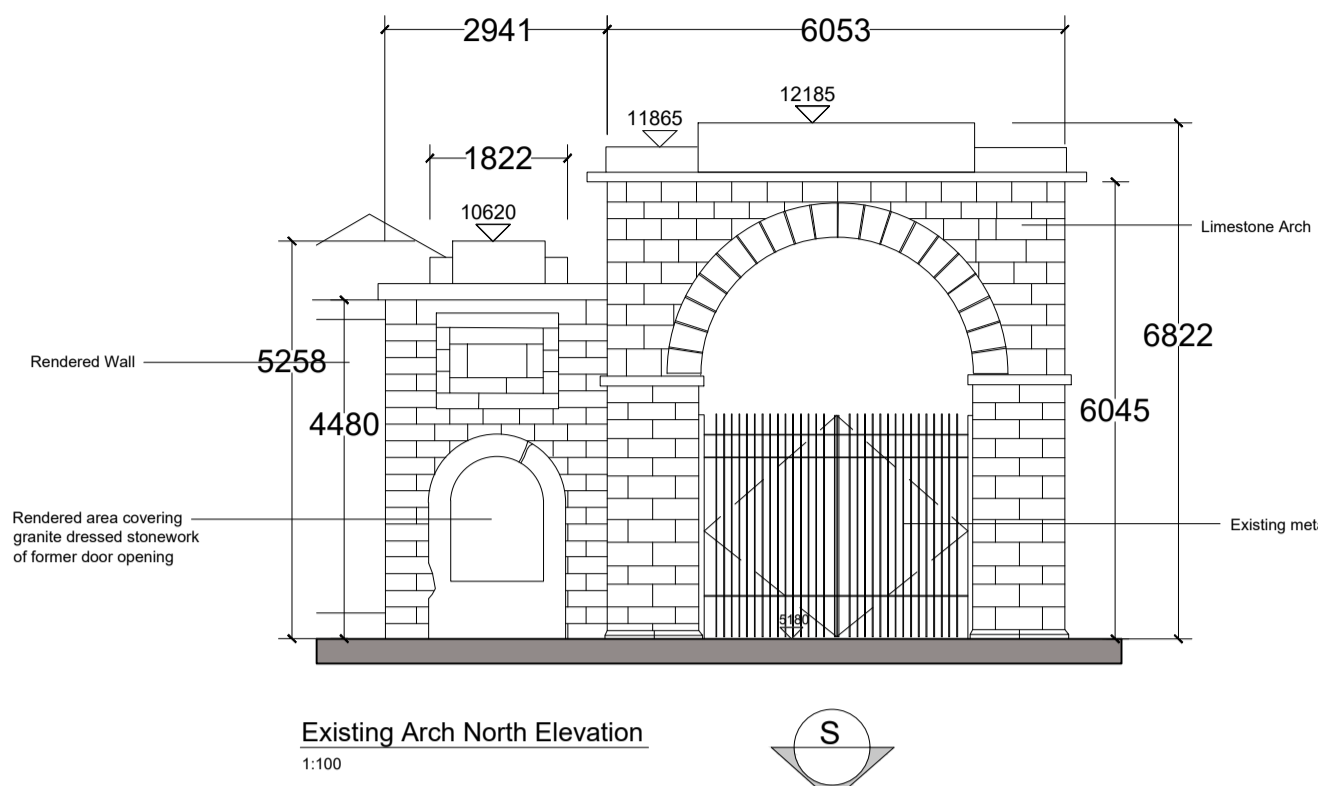 2941
6053
12185
11865
1822
10620
Limestone Arch
6822
Rendered Wall
5258
6045
4480
Rendered area covering
granite dressed stonework
of former door opening
Existing meta
5180
Existing Arch North Elevation
1:100
S